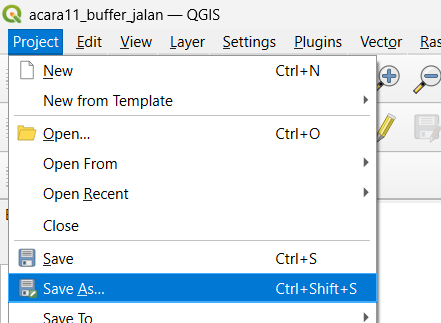 acara11_buffer_jalan — QGIS
Project Edit View Layer Settings Plugins Vector Ras
New Ctrl+N
New from Template
Open... Ctrl+O
Open From
Open Recent
Close
Save Ctrl+S
Save As... Ctrl+Shift+S
Save To